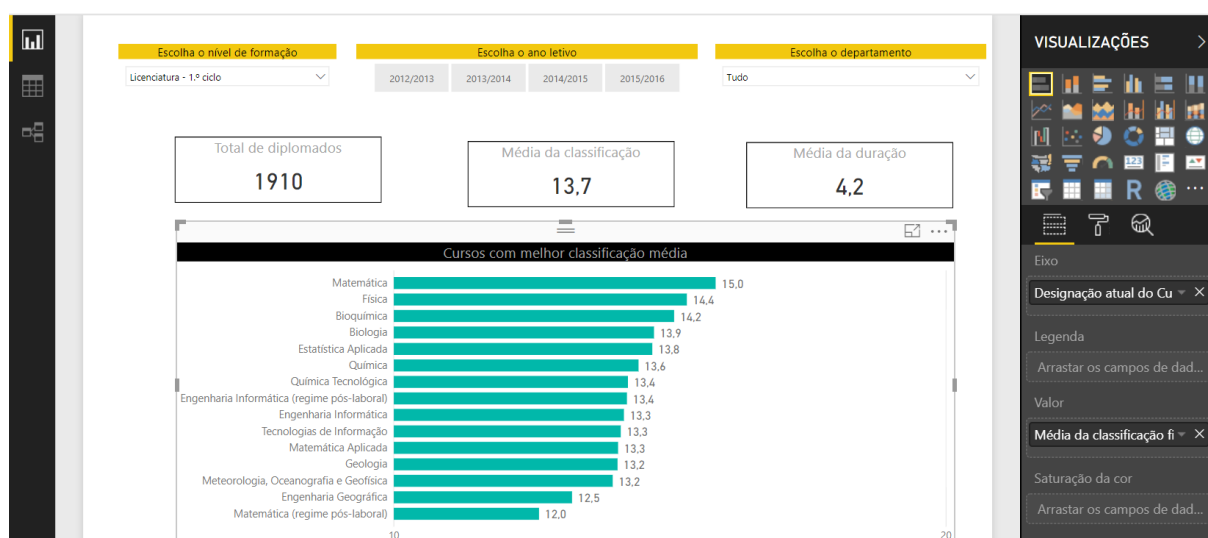 VISUALIZAÇÕES
Escolha o nível de formação
Escolha o ano letivo
Escolha o departamento
Licenciatura - 1.º ciclo
2012/2013
2013/2014
2014/2015
2015/2016
Tudo
Total de diplomados
1910
Média da classificação
13,7
Média da duração
4,2
Cursos com melhor classificação média
Matemática 15,0
Física 14,4
Bioquímica 14,2
Biologia 13,9
Estatística Aplicada 13,8
Química 13,6
Química Tecnológica 13,4
Engenharia Informática (regime pós-laboral) 13,4
Engenharia Informática 13,3
Tecnologias de Informação 13,3
Matemática Aplicada 13,3
Geologia 13,2
Meteorologia, Oceanografia e Geofísica 13,2
Engenharia Geográfica 12,5
Matemática (regime pós-laboral) 12,0
10 20
123
R
Eixo
Designação atual do Cu
Legenda
Arrastar os campos de dad...
Valor
Média da classificação fi
Saturação da cor
Arrastar os campos de dad...